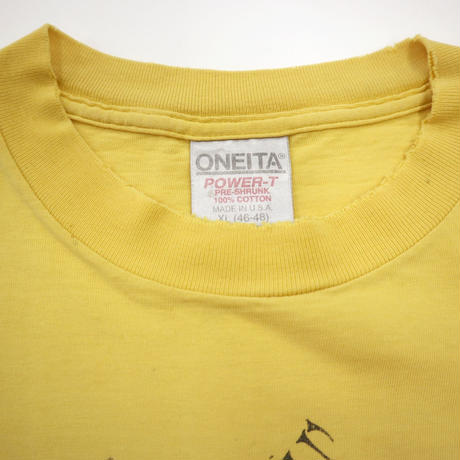 ONEITA®
POWER-T
PRE-SHRUNK
100% COTTON
MADE IN U.S.A.
XL (46-48)